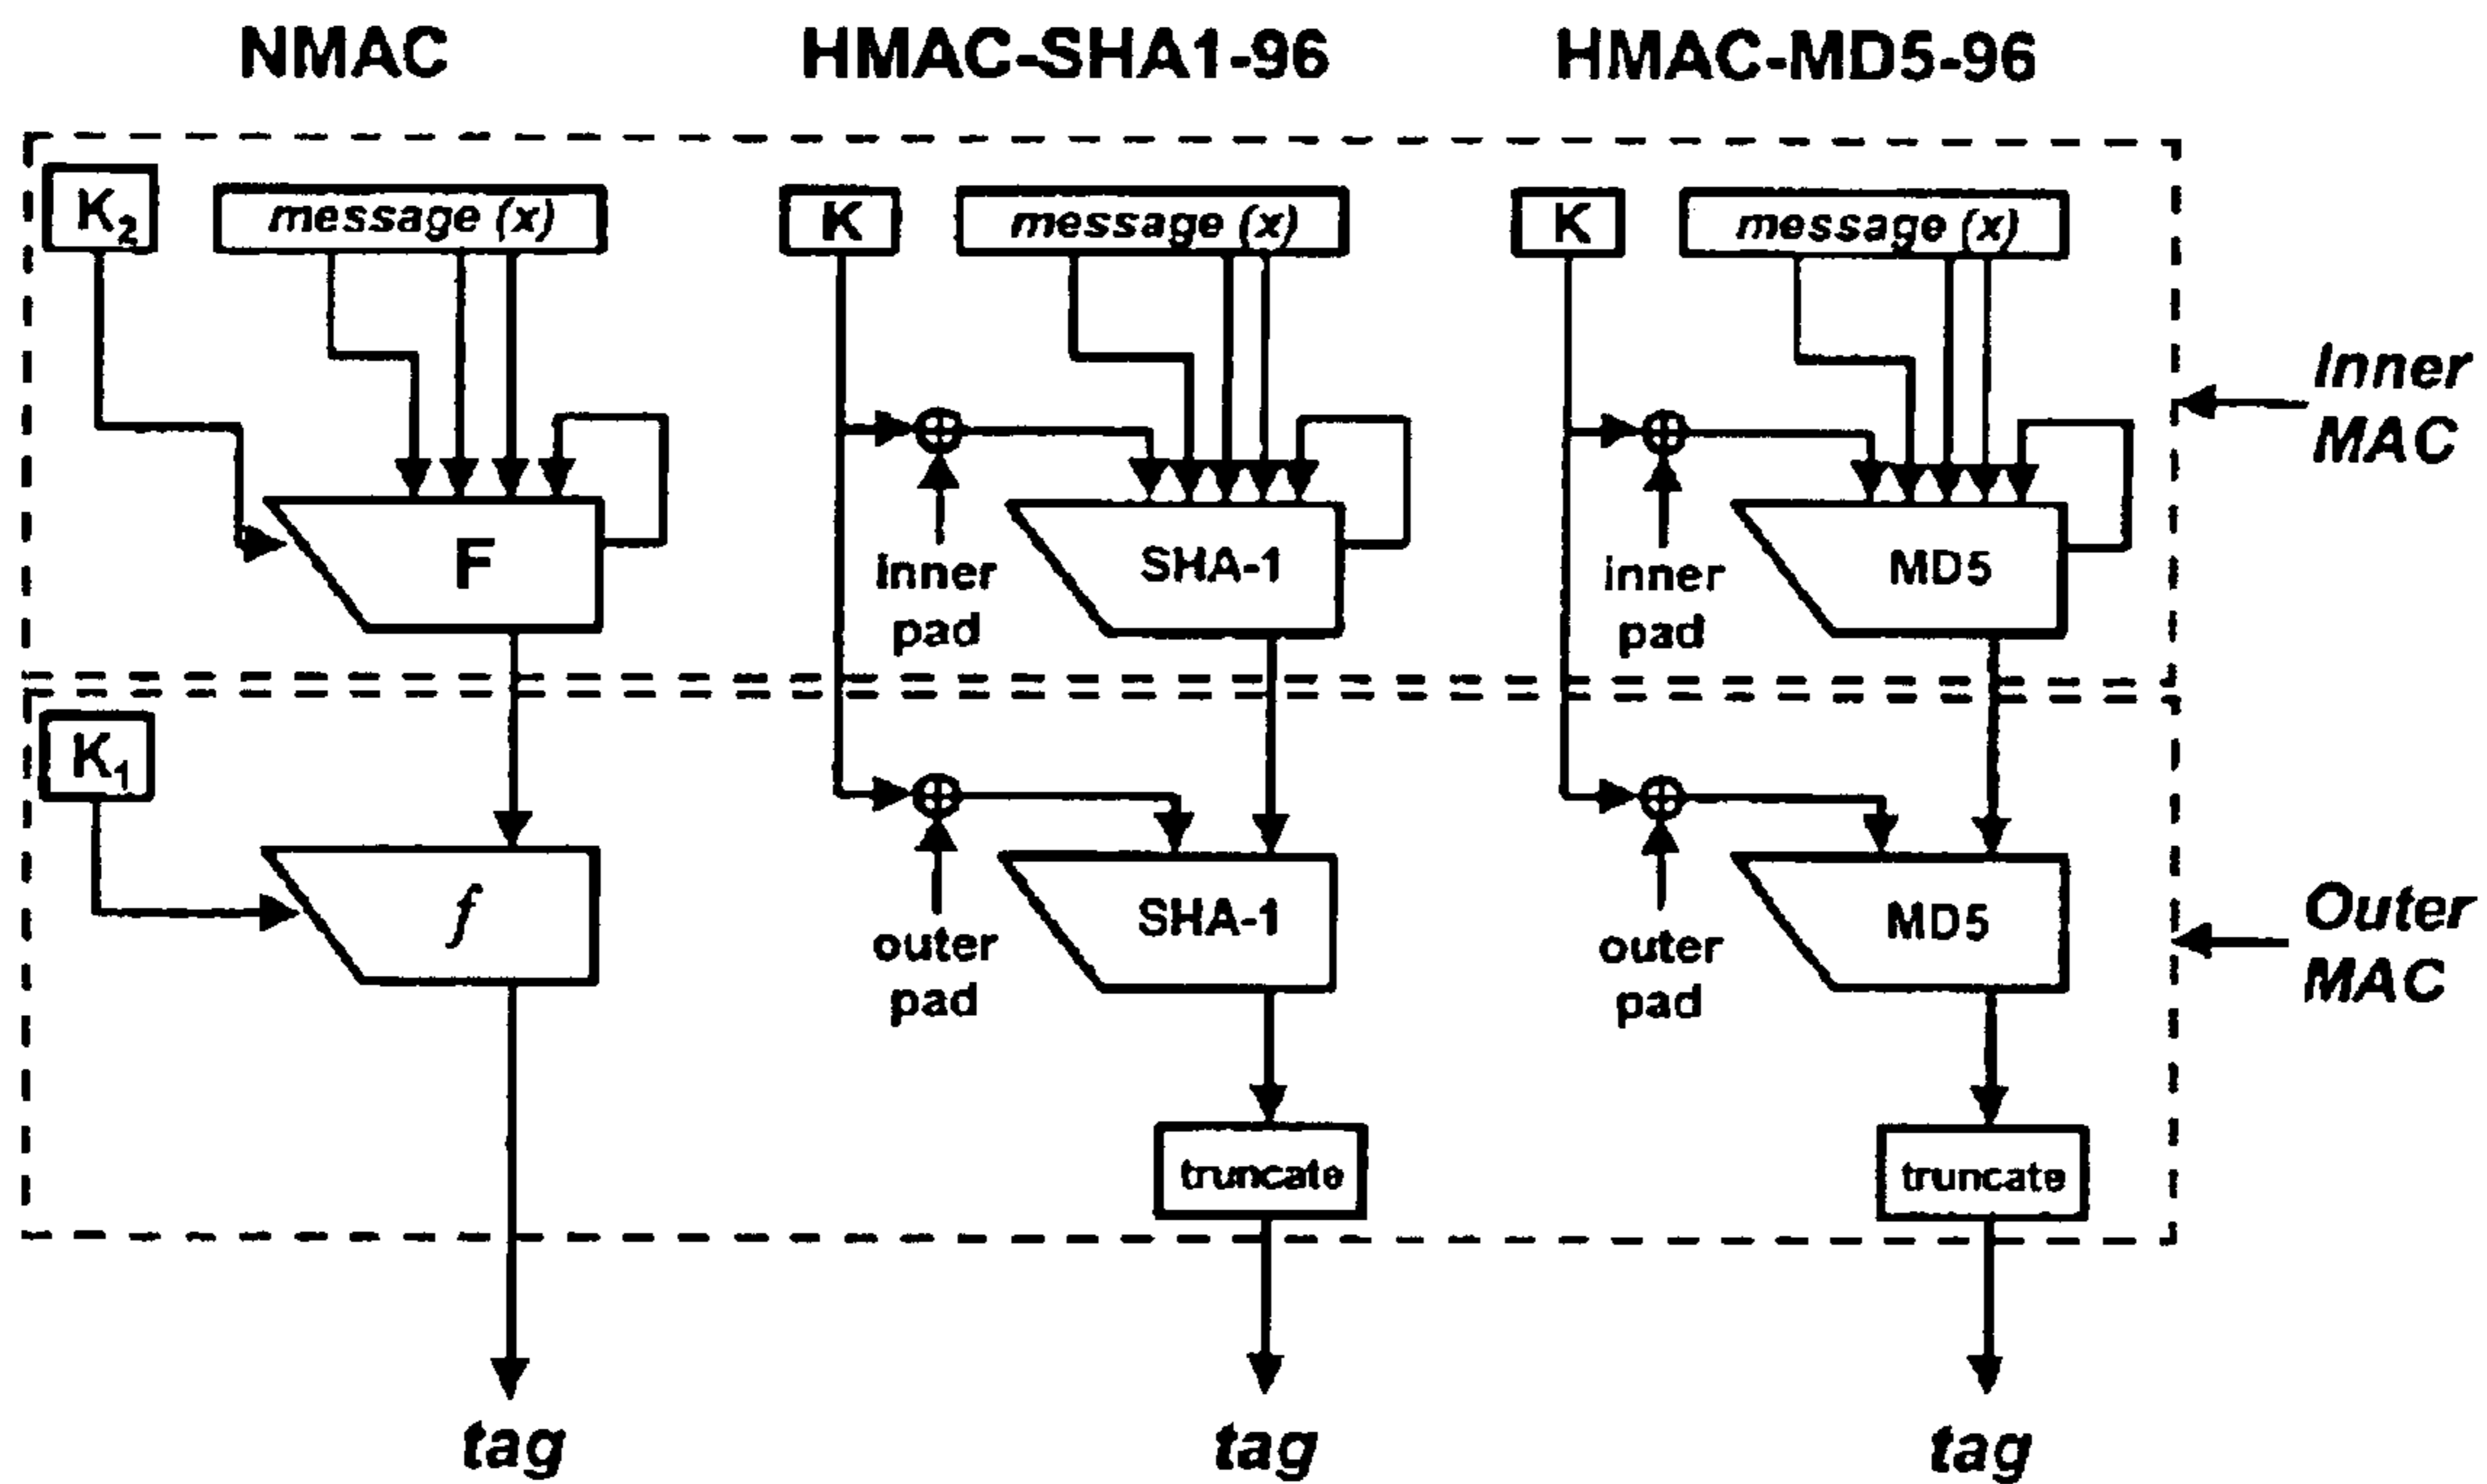 NMAC
HMAC-SHA1-96
HMAC-MD5-96
K₂
message (x)
K
message (x)
K
message (x)
Inner
MAC
F
SHA-1
MD5
inner
pad
inner
pad
K₁
f
SHA-1
MD5
outer
pad
outer
pad
Outer
MAC
truncate
truncate
tag
tag
tag